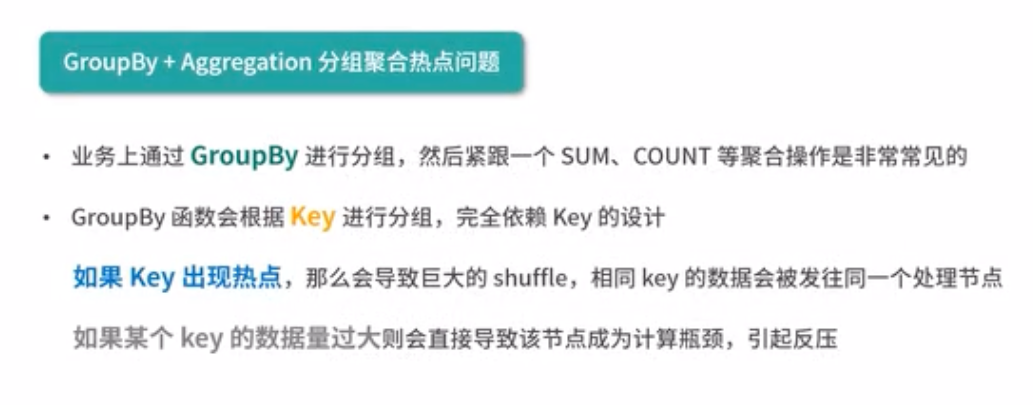 GroupBy + Aggregation 分组聚合热点问题
• 业务上通过 GroupBy 进行分组，然后紧跟一个 SUM、COUNT 等聚合操作是非常常见的
• GroupBy 函数会根据 Key 进行分组，完全依赖 Key 的设计
如果 Key 出现热点，那么会导致巨大的 shuffle，相同 key 的数据会被发往同一个处理节点
如果某个 key 的数据量过大则会直接导致该节点成为计算瓶颈，引起反压